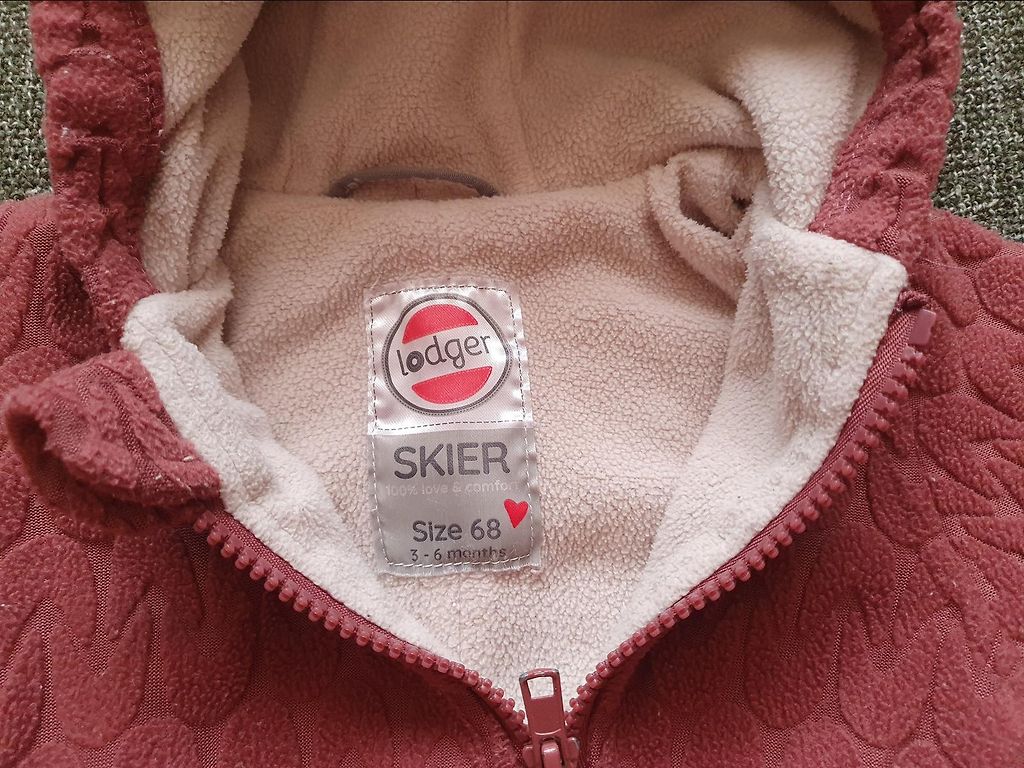 lodger
SKIER
100% love & comfort
Size 68
3 - 6 months